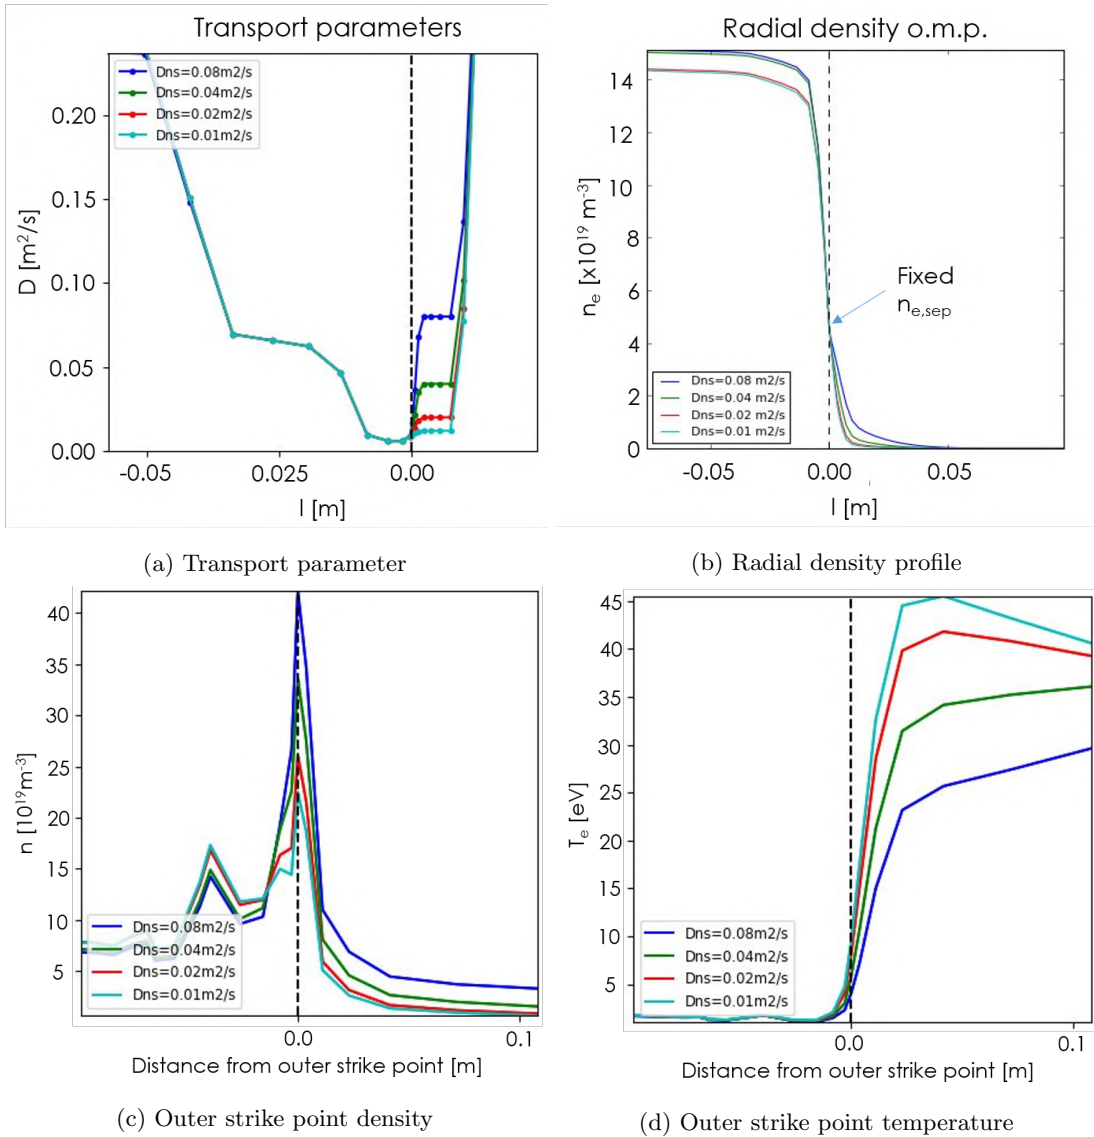 Transport parameters
Dns=0.08m2/s
Dns=0.04m2/s
Dns=0.02m2/s
Dns=0.01m2/s
0.20
0.15
0.10
0.05
0.00
D [m²/s]
-0.05
0.025
0.00
l [m]
(a) Transport parameter
Radial density o.m.p.
14
12
10
8
6
4
2
0
nₑ [x10¹⁹ m⁻³]
Fixed
nₑ,sep
Dns=0.08 m2/s
Dns=0.04 m2/s
Dns=0.02 m2/s
Dns=0.01 m2/s
-0.05
0.00
0.05
l [m]
(b) Radial density profile
40
35
30
25
20
15
10
5
n [10¹⁹m⁻³]
Dns=0.08m2/s
Dns=0.04m2/s
Dns=0.02m2/s
Dns=0.01m2/s
0.0
0.1
Distance from outer strike point [m]
(c) Outer strike point density
45
40
35
30
25
20
15
10
5
Tₑ [eV]
Dns=0.08m2/s
Dns=0.04m2/s
Dns=0.02m2/s
Dns=0.01m2/s
0.0
0.1
Distance from outer strike point [m]
(d) Outer strike point temperature